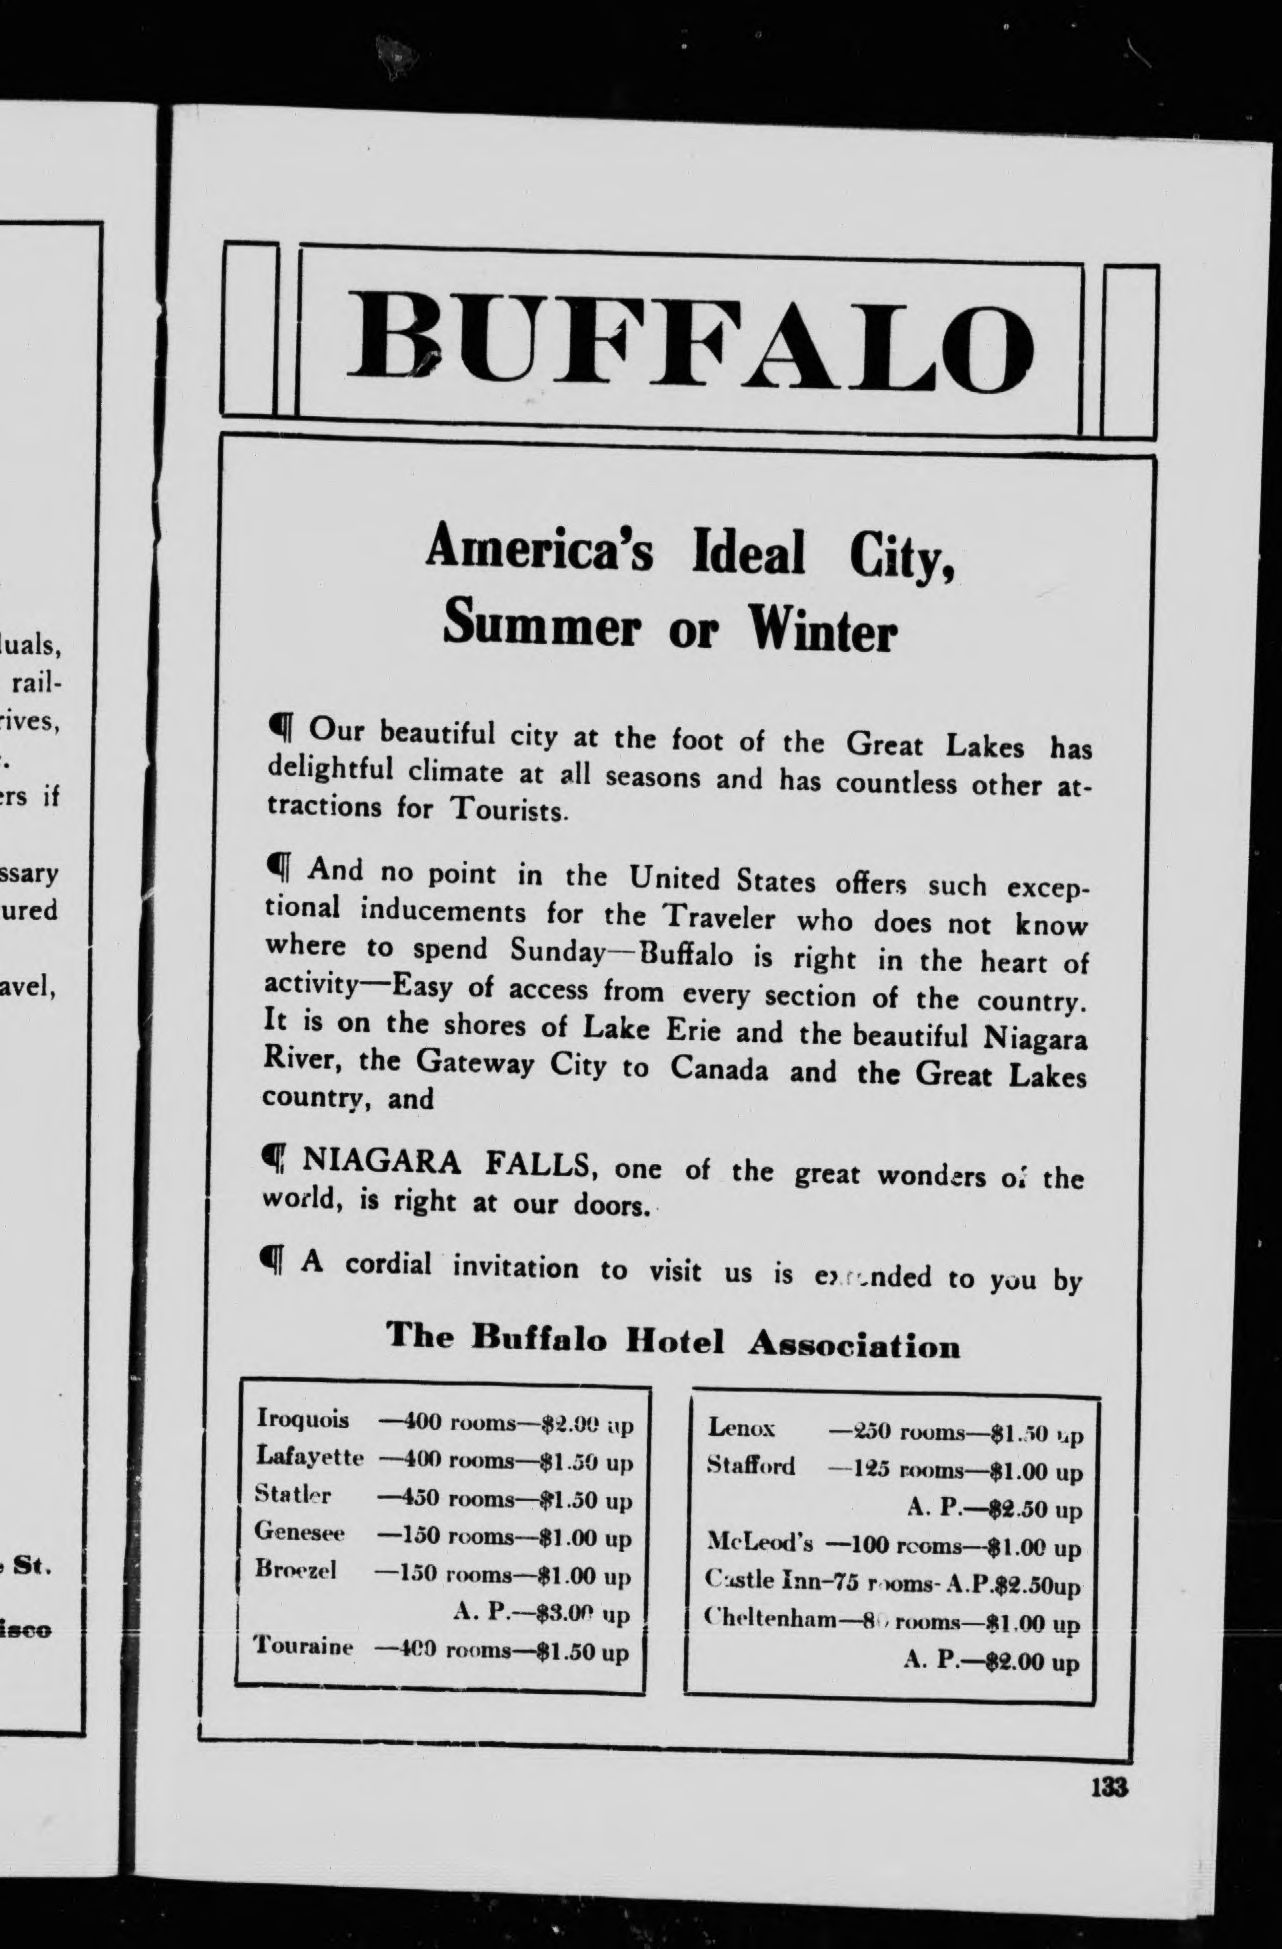 luals,
rail-
rives,
ers if
ssary
ured
avel,
St.
isco
BUFFALO
America's Ideal City,
Summer or Winter
¶ Our beautiful city at the foot of the Great Lakes has
delightful climate at all seasons and has countless other at-
tractions for Tourists.
¶ And no point in the United States offers such excep-
tional inducements for the Traveler who does not know
where to spend Sunday—Buffalo is right in the heart of
activity—Easy of access from every section of the country.
It is on the shores of Lake Erie and the beautiful Niagara
River, the Gateway City to Canada and the Great Lakes
country, and
¶ NIAGARA FALLS, one of the great wonders of the
world, is right at our doors.
¶ A cordial invitation to visit us is extended to you by
The Buffalo Hotel Association
Iroquois —400 rooms—$2.00 up
Lafayette —400 rooms—$1.50 up
Statler —450 rooms—$1.50 up
Genesee —150 rooms—$1.00 up
Broezel —150 rooms—$1.00 up
A. P.—$3.00 up
Touraine —400 rooms—$1.50 up
Lenox —250 rooms—$1.50 up
Stafford —125 rooms—$1.00 up
A. P.—$2.50 up
McLeod's —100 rooms—$1.00 up
Castle Inn-75 rooms- A.P.$2.50up
Cheltenham—80 rooms—$1.00 up
A. P.—$2.00 up
133